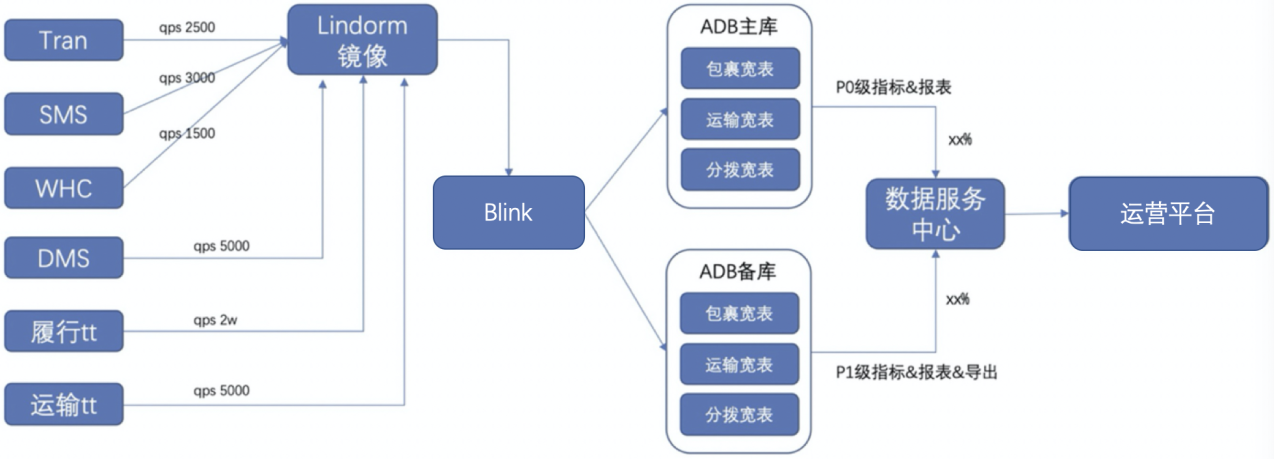 Tran
qps 2500
SMS
qps 3000
WHC
qps 1500
DMS
qps 5000
履行tt
qps 2w
运输tt
qps 5000
Lindorm
镜像
Blink
ADB主库
包裹宽表
运输宽表
分拨宽表
ADB备库
包裹宽表
运输宽表
分拨宽表
P0级指标&报表
xx%
数据服务
中心
xx%
P1级指标&报表&导出
运营平台